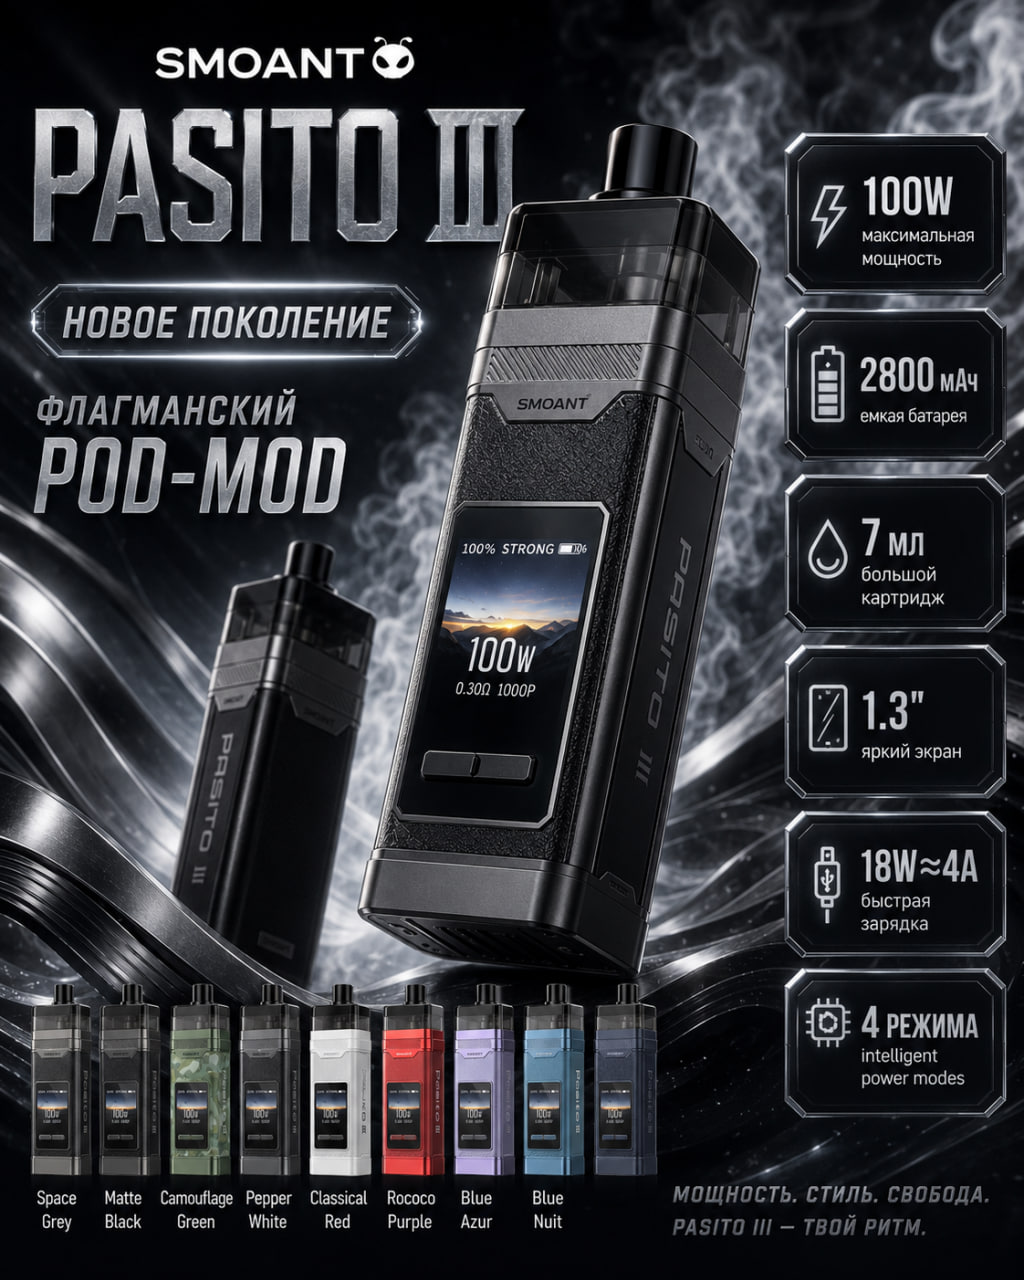 SMOANT
PASITO III
НОВОЕ ПОКОЛЕНИЕ
ФЛАГМАНСКИЙ
POD-MOD
100W
максимальная
мощность
2800 мАч
емкая батарея
7 мл
большой
картридж
1.3"
яркий экран
18W≈4A
быстрая
зарядка
4 РЕЖИМА
intelligent
power modes
SMOANT
100% STRONG
100W
0.30Ω 1000P
PASITO III
SMOANT
PASITO III
Space
Grey
Matte
Black
Camouflage
Green
Pepper
White
Classical
Red
Rococo
Purple
Blue
Azur
Blue
Nuit
МОЩНОСТЬ. СТИЛЬ. СВОБОДА.
PASITO III — ТВОЙ РИТМ.